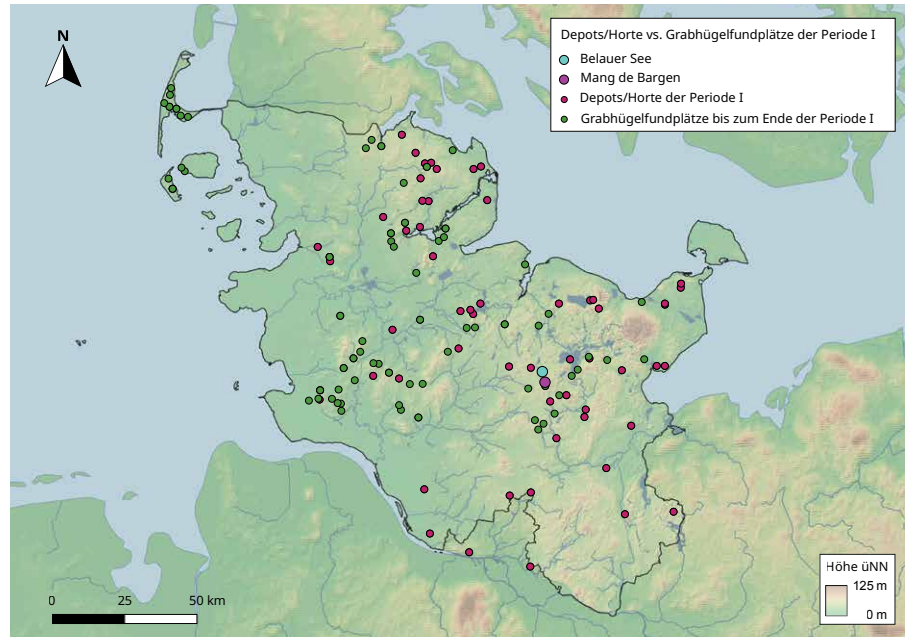 N
Depots/Horte vs. Grabhügelfundplätze der Periode I
Belauer See
Mang de Bargen
Depots/Horte der Periode I
Grabhügelfundplätze bis zum Ende der Periode I
0 25 50 km
Höhe üNN
125 m
0 m